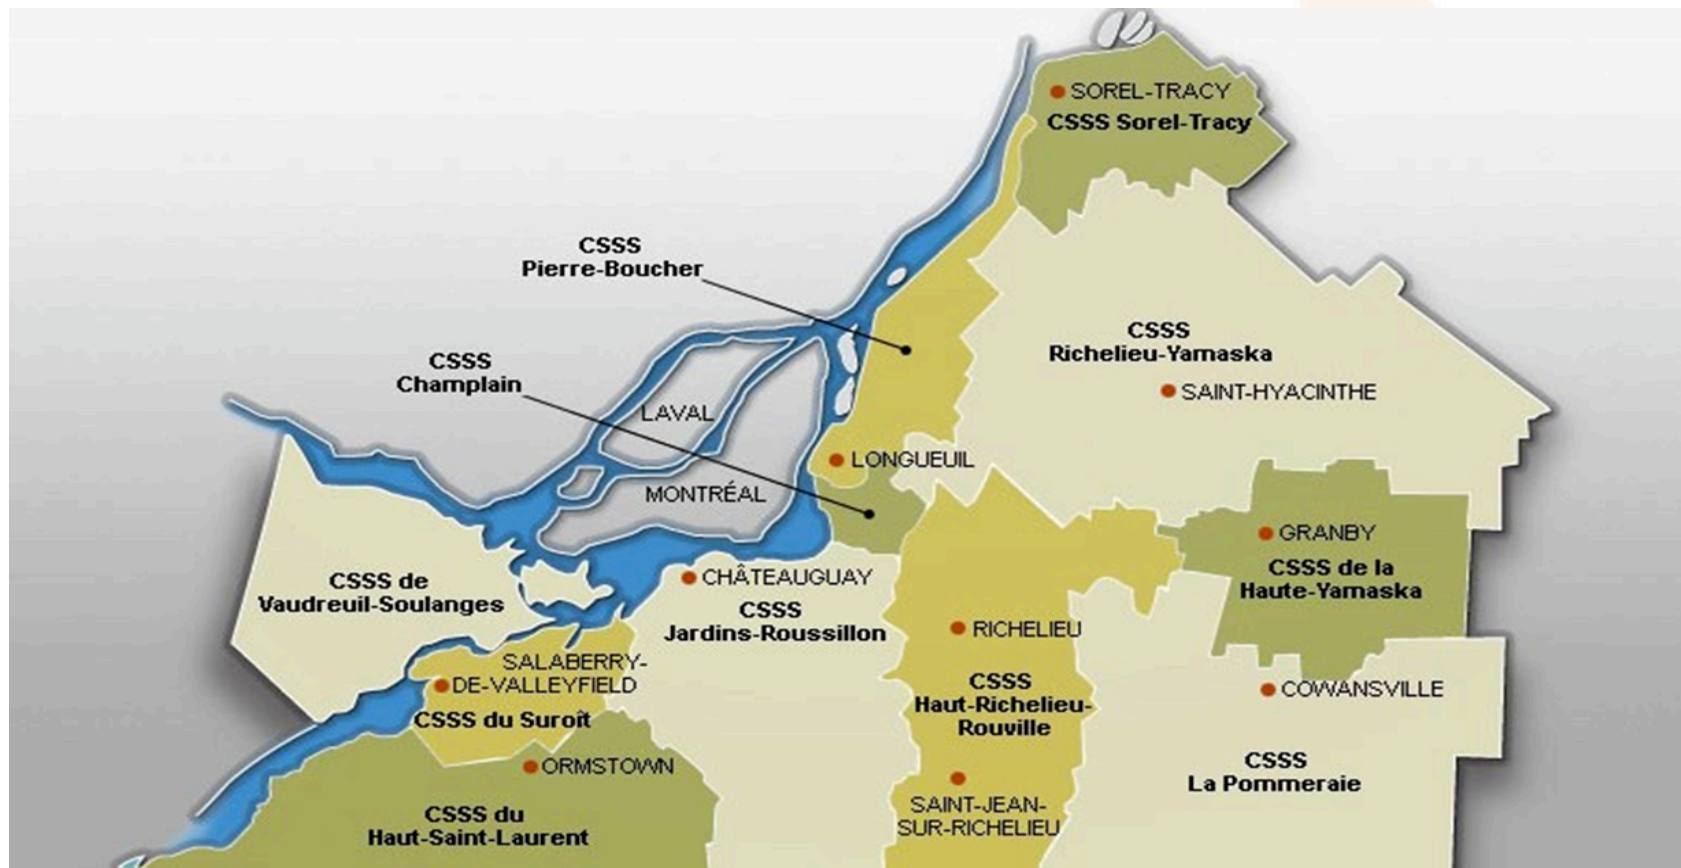 SOREL-TRACY
CSSS Sorel-Tracy
CSSS
Pierre-Boucher
CSSS
Richelieu-Yamaska
CSSS
Champlain
SAINT-HYACINTHE
LAVAL
LONGUEUIL
MONTRÉAL
GRANBY
CSSS de la
Haute-Yamaska
CSSS de
Vaudreuil-Soulanges
CHÂTEAUGUAY
CSSS
Jardins-Roussillon
RICHELIEU
SALABERRY-
DE-VALLEYFIELD
CSSS du Suroît
CSSS
Haut-Richelieu-
Rouville
COWANSVILLE
ORMSTOWN
CSSS
La Pommeraie
CSSS du
Haut-Saint-Laurent
SAINT-JEAN-
SUR-RICHELIEU